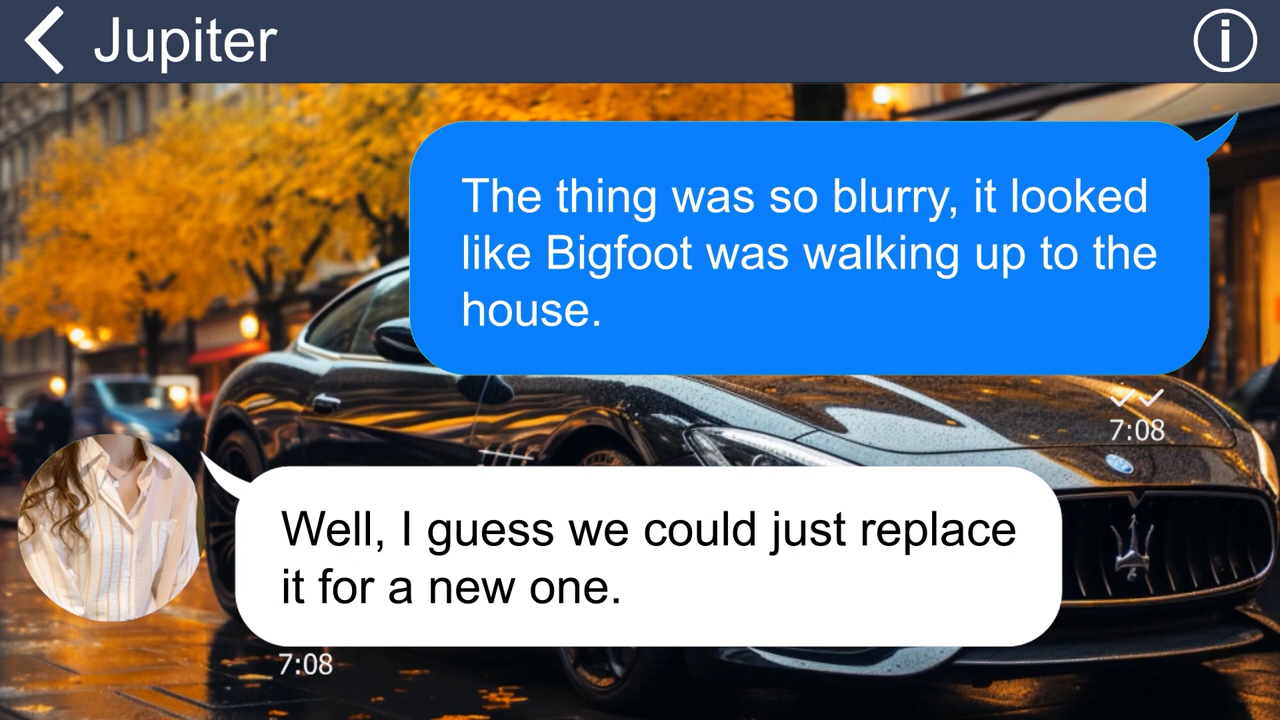 Jupiter
The thing was so blurry, it looked
like Bigfoot was walking up to the
house.
7:08
Well, I guess we could just replace
it for a new one.
7:08